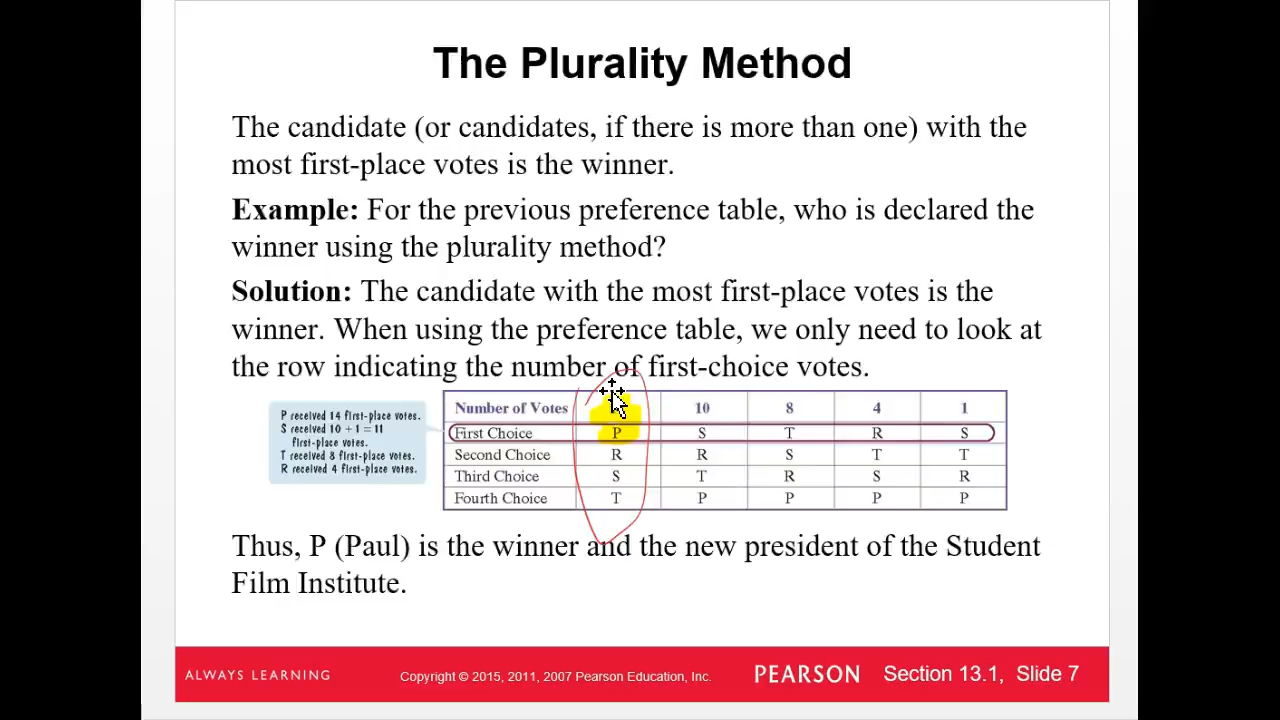 The Plurality Method
The candidate (or candidates, if there is more than one) with the
most first-place votes is the winner.
Example: For the previous preference table, who is declared the
winner using the plurality method?
Solution: The candidate with the most first-place votes is the
winner. When using the preference table, we only need to look at
the row indicating the number of first-choice votes.
P received 14 first-place votes.
S received 10 + 1 = 11
first-place votes.
T received 8 first-place votes.
R received 4 first-place votes.
Number of Votes 10 8 4 1
First Choice P S T R S
Second Choice R R S T T
Third Choice S T R S R
Fourth Choice T P P P P
Thus, P (Paul) is the winner and the new president of the Student
Film Institute.
ALWAYS LEARNING
Copyright © 2015, 2011, 2007 Pearson Education, Inc.
PEARSON
Section 13.1, Slide 7